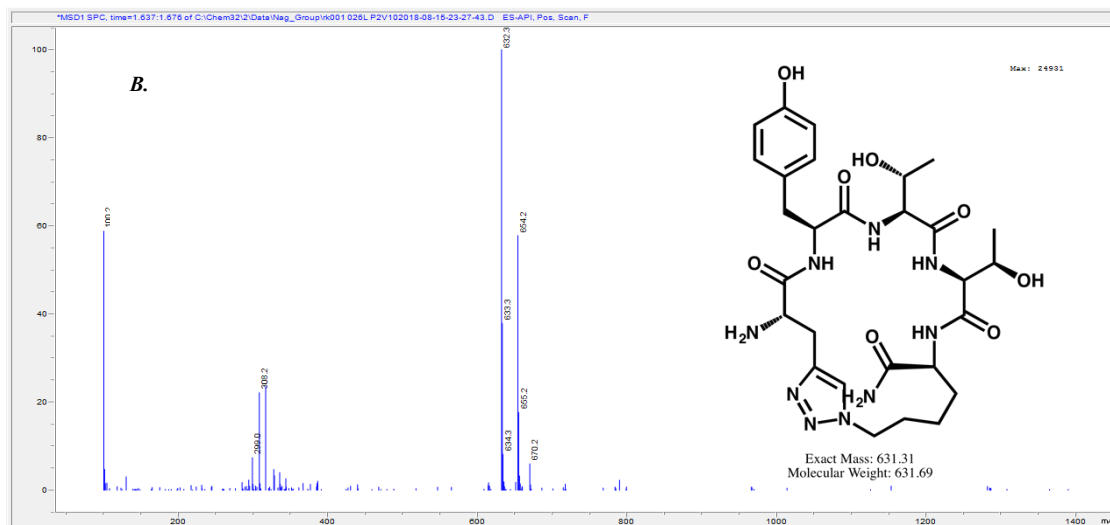 *MSD1 SPC, time=1.637:1.676 of C:\Chem32\2\Data\Nag_Group\rk001 026L P2V102018-08-15-23-27-43.D ES-API, Pos, Scan, F
100
80
60
40
20
0
B.
Max: 24931
100.2
299.0
308.2
632.3
633.3
634.3
654.2
655.2
670.2
OH
HO
O
O
N
H
NH
HN
OH
O
H₂N
O
NH
O
N
N
N
H₂N
Exact Mass: 631.31
Molecular Weight: 631.69
200
400
600
800
1000
1200
1400